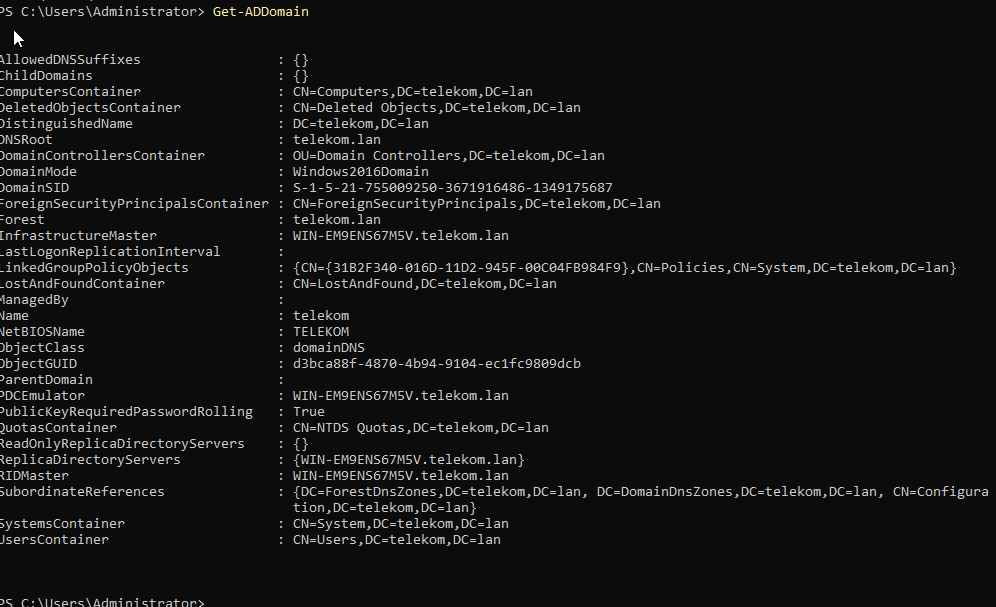 PS C:\Users\Administrator> Get-ADDomain
AllowedDNSSuffixes : {}
ChildDomains : {}
ComputersContainer : CN=Computers,DC=telekom,DC=lan
DeletedObjectsContainer : CN=Deleted Objects,DC=telekom,DC=lan
DistinguishedName : DC=telekom,DC=lan
DNSRoot : telekom.lan
DomainControllersContainer : OU=Domain Controllers,DC=telekom,DC=lan
DomainMode : Windows2016Domain
DomainSID : S-1-5-21-755009250-3671916486-1349175687
ForeignSecurityPrincipalsContainer : CN=ForeignSecurityPrincipals,DC=telekom,DC=lan
Forest : telekom.lan
InfrastructureMaster : WIN-EM9ENS67M5V.telekom.lan
LastLogonReplicationInterval :
LinkedGroupPolicyObjects : {CN={31B2F340-016D-11D2-945F-00C04FB984F9},CN=Policies,CN=System,DC=telekom,DC=lan}
LostAndFoundContainer : CN=LostAndFound,DC=telekom,DC=lan
ManagedBy :
Name : telekom
NetBIOSName : TELEKOM
ObjectClass : domainDNS
ObjectGUID : d3bca88f-4870-4b94-9104-ec1fc9809dcb
ParentDomain :
PDCEmulator : WIN-EM9ENS67M5V.telekom.lan
PublicKeyRequiredPasswordRolling : True
QuotasContainer : CN=NTDS Quotas,DC=telekom,DC=lan
ReadOnlyReplicaDirectoryServers : {}
ReplicaDirectoryServers : {WIN-EM9ENS67M5V.telekom.lan}
RIDMaster : WIN-EM9ENS67M5V.telekom.lan
SubordinateReferences : {DC=ForestDnsZones,DC=telekom,DC=lan, DC=DomainDnsZones,DC=telekom,DC=lan, CN=Configura
tion,DC=telekom,DC=lan}
SystemsContainer : CN=System,DC=telekom,DC=lan
UsersContainer : CN=Users,DC=telekom,DC=lan
PS C:\Users\Administrator>